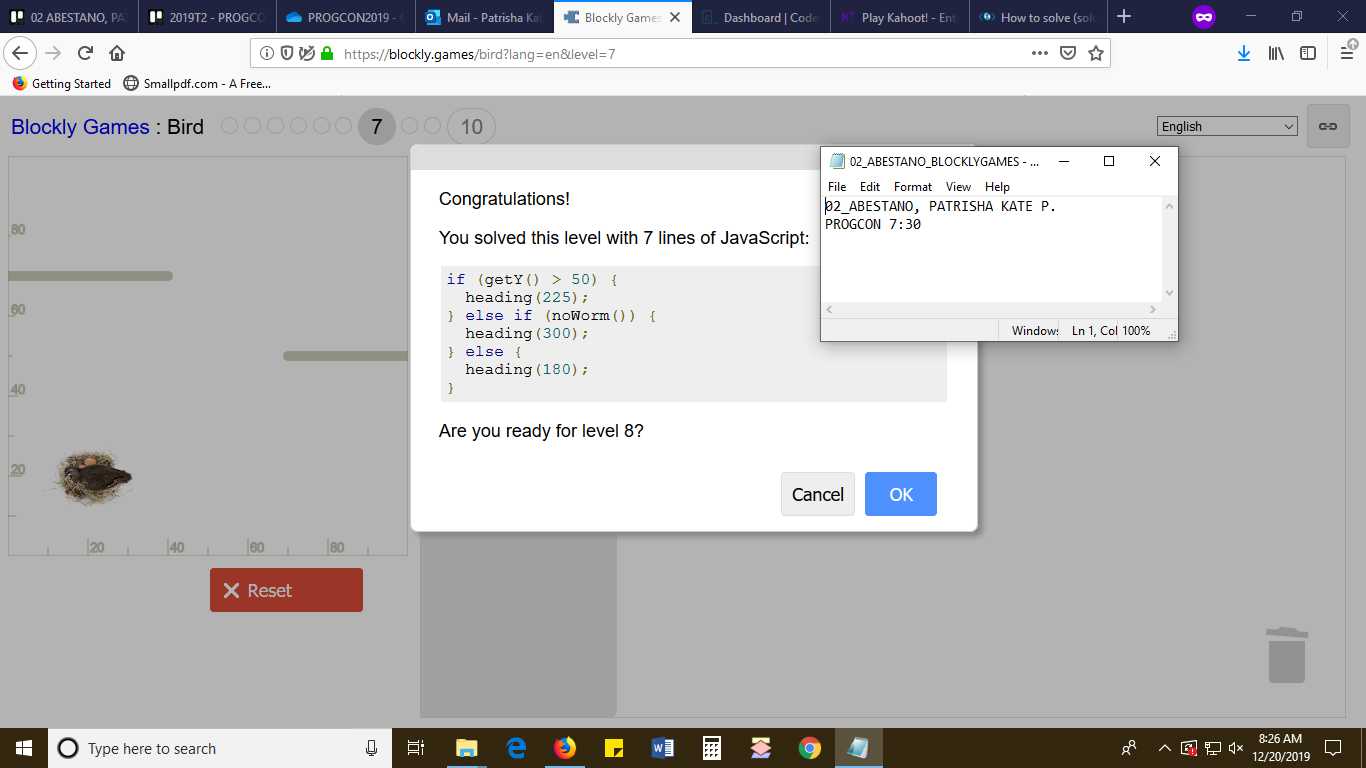 02 ABESTANO, PA
2019T2 - PROGCO
PROGCON2019 -
Mail - Patrisha Kat
Blockly Games
Dashboard | Code
Play Kahoot! - Ent
How to solve (sol
https://blockly.games/bird?lang=en&level=7
Getting Started
Smallpdf.com - A Free...
Blockly Games : Bird
7
10
English
02_ABESTANO_BLOCKLYGAMES - ...
File Edit Format View Help
02_ABESTANO, PATRISHA KATE P.
PROGCON 7:30
Windows
Ln 1, Col
100%
Congratulations!
You solved this level with 7 lines of JavaScript:
if (getY() > 50) {
heading(225);
} else if (noWorm()) {
heading(300);
} else {
heading(180);
}
Are you ready for level 8?
Cancel
OK
80
60
40
20
20
40
60
80
Reset
Type here to search
8:26 AM
12/20/2019